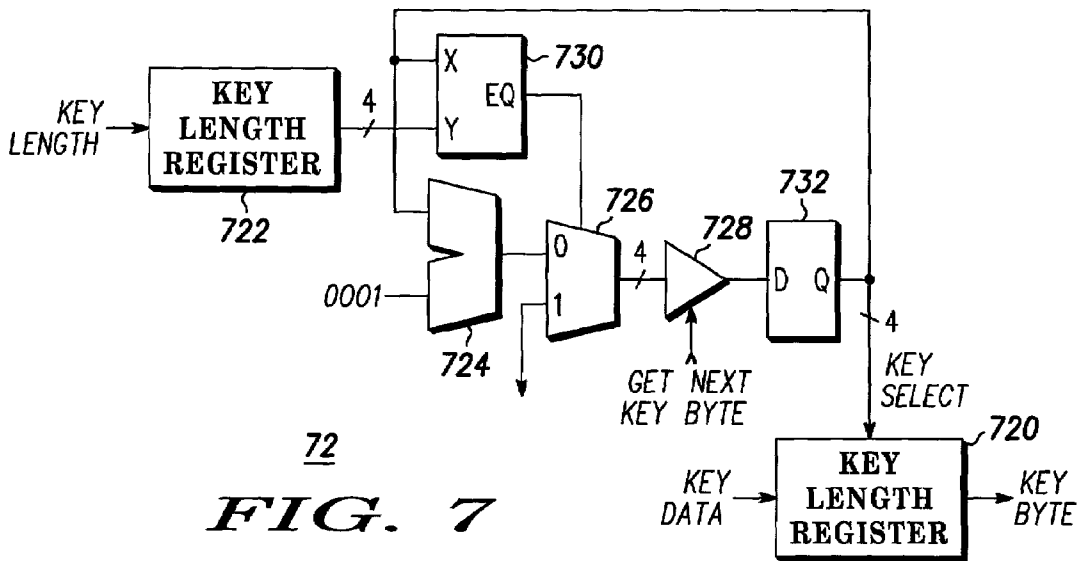 730
X
EQ
Y
KEY LENGTH
KEY
LENGTH
REGISTER
4
722
726
732
728
0
1
4
D Q
0001
724
4
GET NEXT
KEY BYTE
KEY
SELECT
720
72
KEY
DATA
KEY
LENGTH
REGISTER
KEY
BYTE
FIG. 7